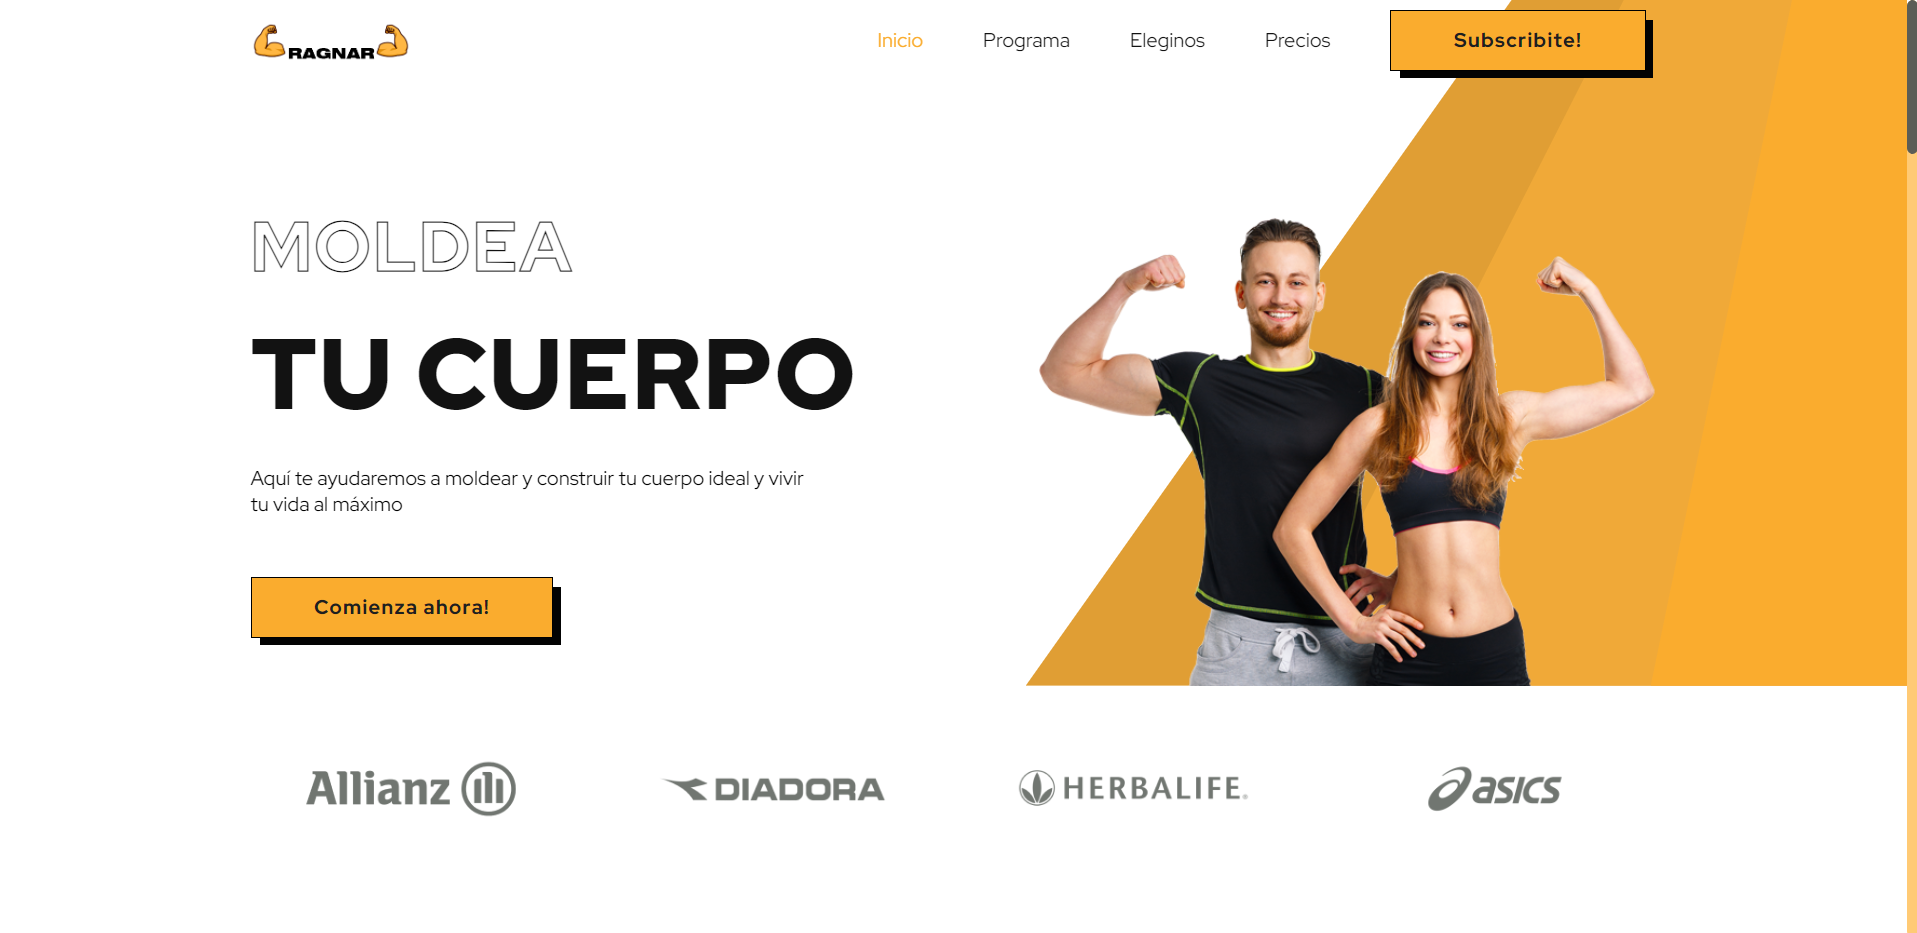 RAGNAR
Inicio
Programa
Eleginos
Precios
Subscribite!
MOLDEA
TU CUERPO
Aquí te ayudaremos a moldear y construir tu cuerpo ideal y vivir
tu vida al máximo
Comienza ahora!
Allianz
DIADORA
HERBALIFE®
asics